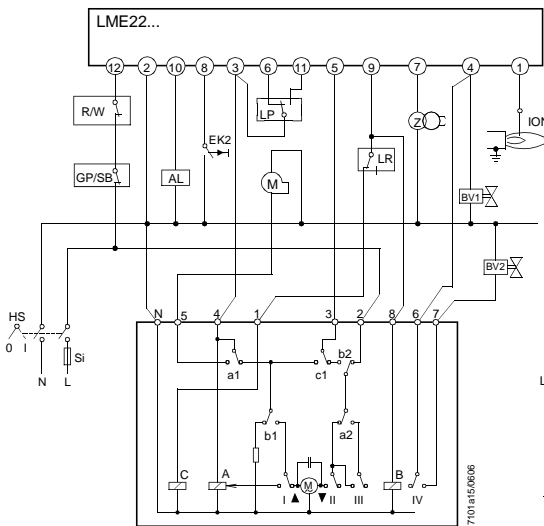 LME22...
12 2 10 8 3 6 11 5 9 7 4 1
R/W
LP
Z
ION
EK2
LR
GP/SB
AL
M
BV1
BV2
HS
0 I
Si
N L
N 5 4 1 3 2 8 6 7
a1 c1 b2
b1 a2
C A B
I M II III IV
7101a15/0606
L